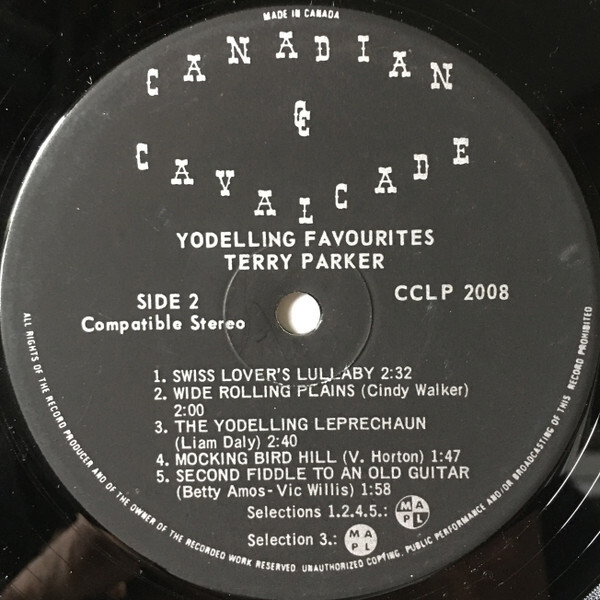 MADE IN CANADA
CANADIAN
CC
CAVALCADE
YODELLING FAVOURITES
TERRY PARKER
SIDE 2
Compatible Stereo
CCLP 2008
1. SWISS LOVER'S LULLABY 2:32
2. WIDE ROLLING PLAINS (Cindy Walker)
2:00
3. THE YODELLING LEPRECHAUN
(Liam Daly) 2:40
4. MOCKING BIRD HILL (V. Horton) 1:47
5. SECOND FIDDLE TO AN OLD GUITAR
(Betty Amos-Vic Willis) 1:58
Selections 1.2.4.5.: MAPL
Selection 3.: MAPL
ALL RIGHTS OF THE RECORD PRODUCER AND OF THE OWNER OF THE RECORDED WORK RESERVED. UNAUTHORIZED COPYING, PUBLIC PERFORMANCE AND/OR BROADCASTING OF THIS RECORD PROHIBITED